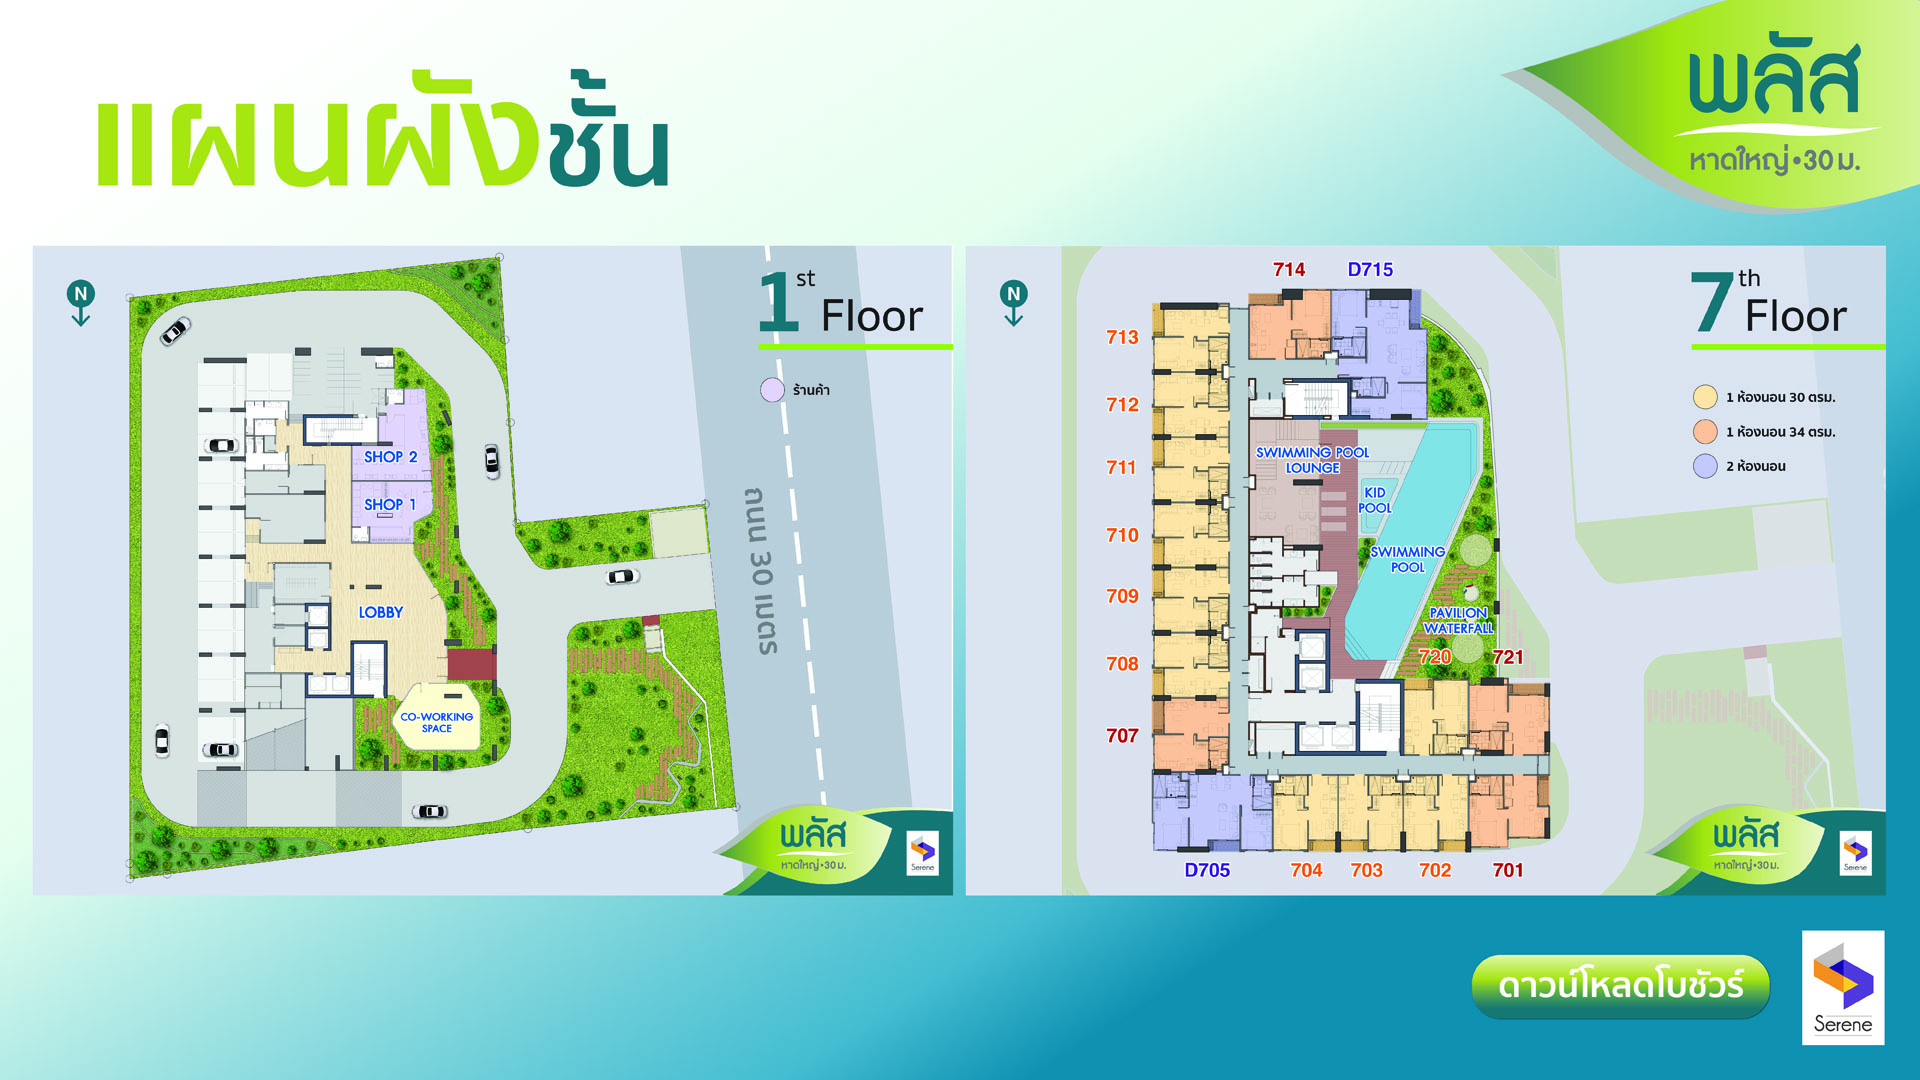 แผนผังชั้น
พลัส
หาดใหญ่•30ม.
N
1st Floor
ร้านค้า
SHOP 2
SHOP 1
LOBBY
CO-WORKING
SPACE
ถนน 30 เมตร
พลัส
หาดใหญ่•30ม.
Serene
N
7th Floor
1 ห้องนอน 30 ตรม.
1 ห้องนอน 34 ตรม.
2 ห้องนอน
714
D715
713
712
711
710
709
708
707
SWIMMING POOL
LOUNGE
KID
POOL
SWIMMING
POOL
PAVILION
WATERFALL
720
721
D705
704
703
702
701
พลัส
หาดใหญ่•30ม.
Serene
ดาวน์โหลดโบชัวร์
Serene